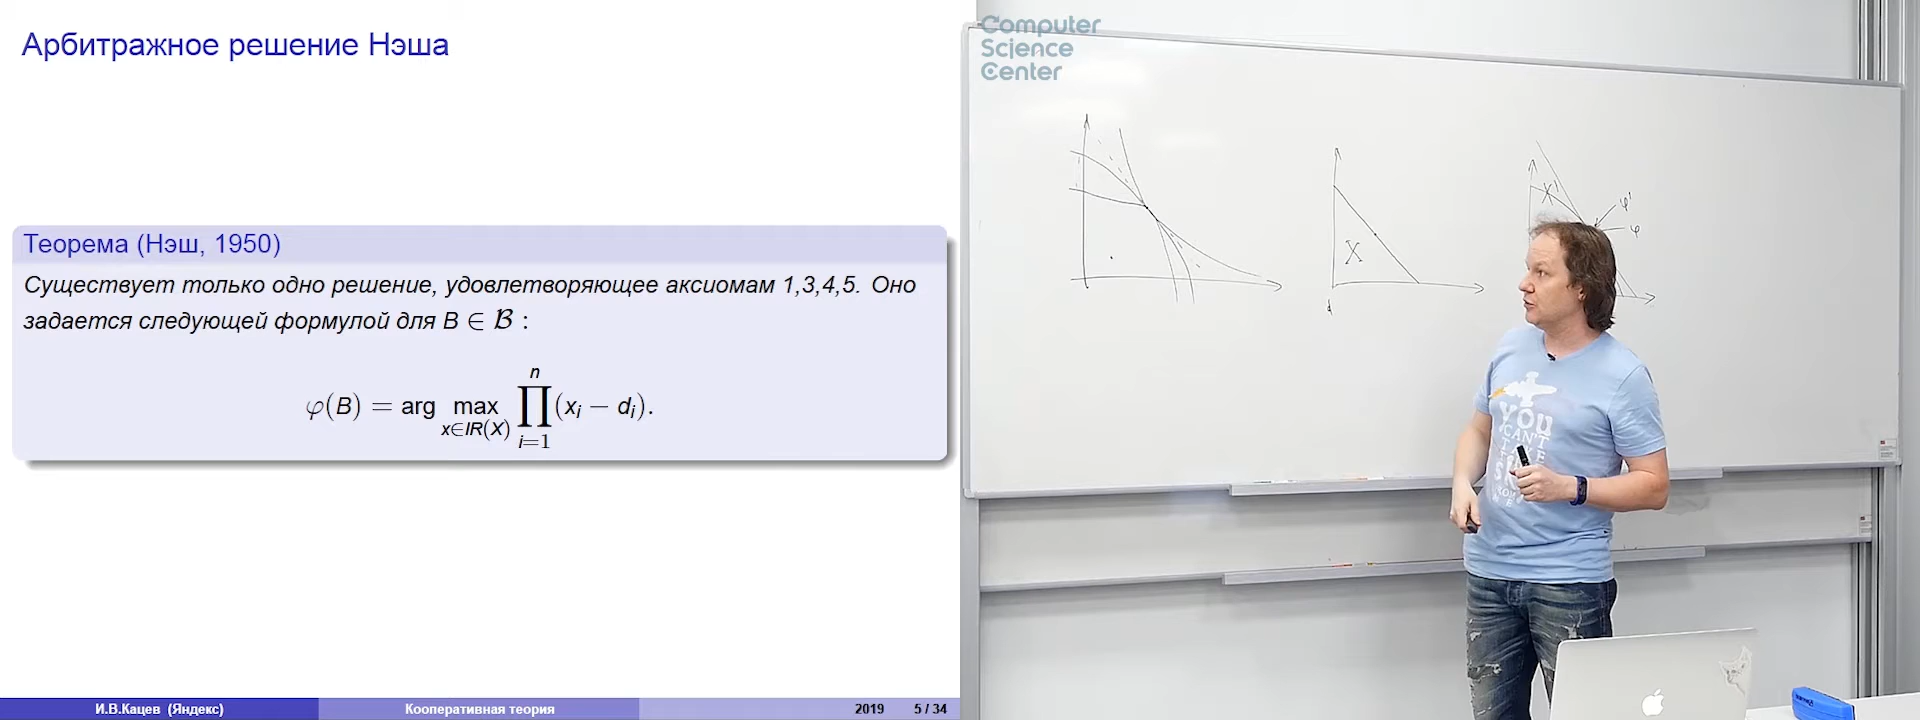 Арбитражное решение Нэша
Теорема (Нэш, 1950)
Существует только одно решение, удовлетворяющее аксиомам 1,3,4,5. Оно
задается следующей формулой для B ∈ ℬ :
φ(B) = arg max_{x∈IR(X)} ∏_{i=1}^{n} (x_i − d_i).
И.В.Кацев (Яндекс)
Кооперативная теория
2019
5 / 34
Computer
Science
Center
X
d
X'
φ'
φ
YOU
CAN'T